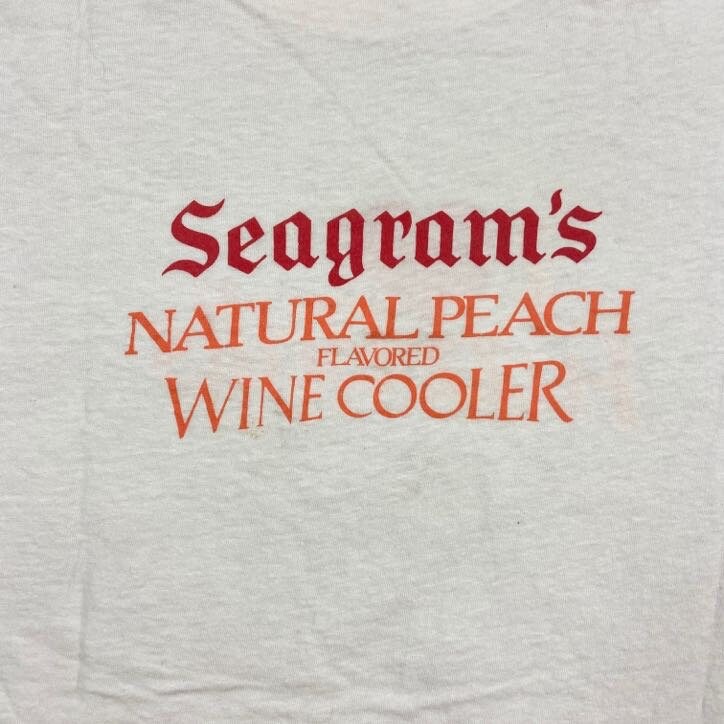 Seagram's
NATURAL PEACH
FLAVORED
WINE COOLER